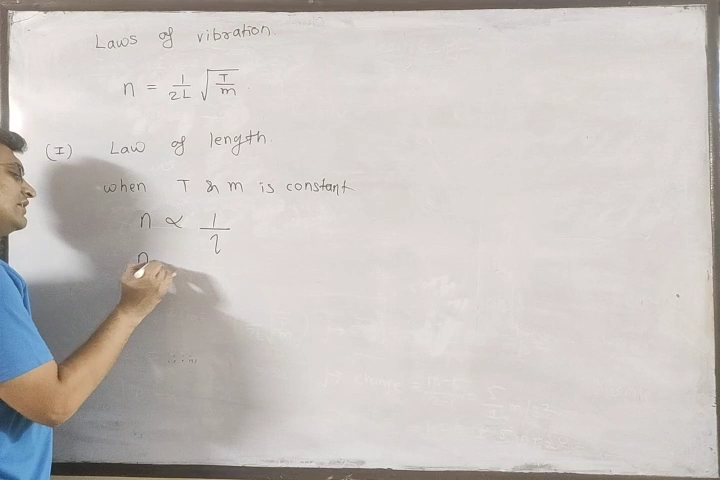 Laws of vibration.
n = 1/2L √T/m
(I) Law of length.
when T & m is constant
n ∝ 1/l
n